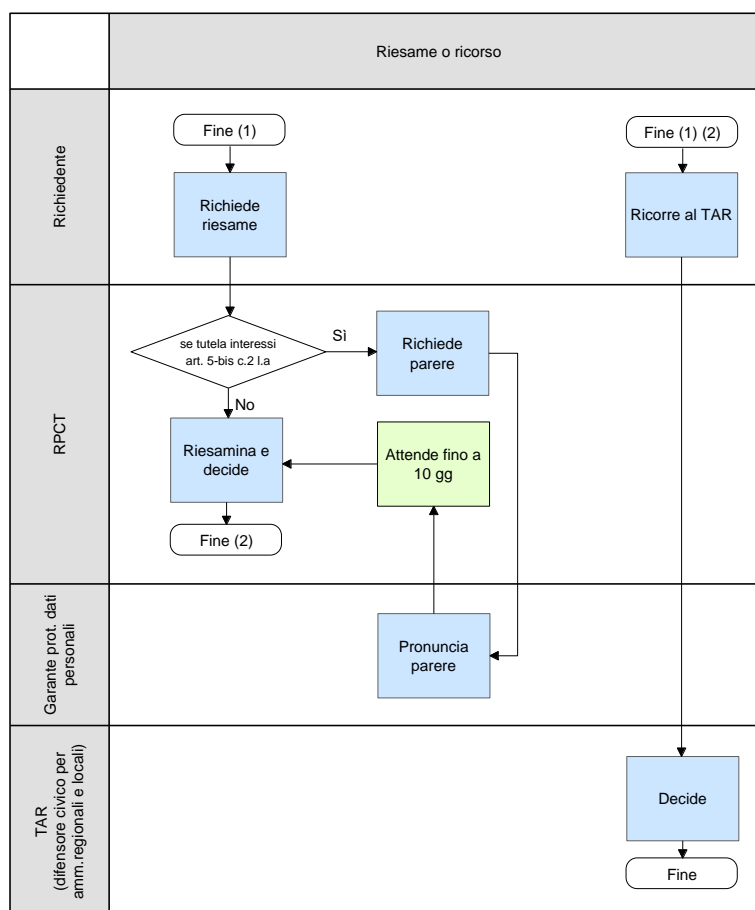 Riesame o ricorso
Richiedente
Fine (1)
Fine (1) (2)
Richiede
riesame
Ricorre al TAR
RPCT
se tutela interessi
art. 5-bis c.2 l.a
Sì
Richiede
parere
No
Riesamina e
decide
Attende fino a
10 gg
Fine (2)
Garante prot. dati
personali
Pronuncia
parere
TAR
(difensore civico per
amm.regionali e locali)
Decide
Fine